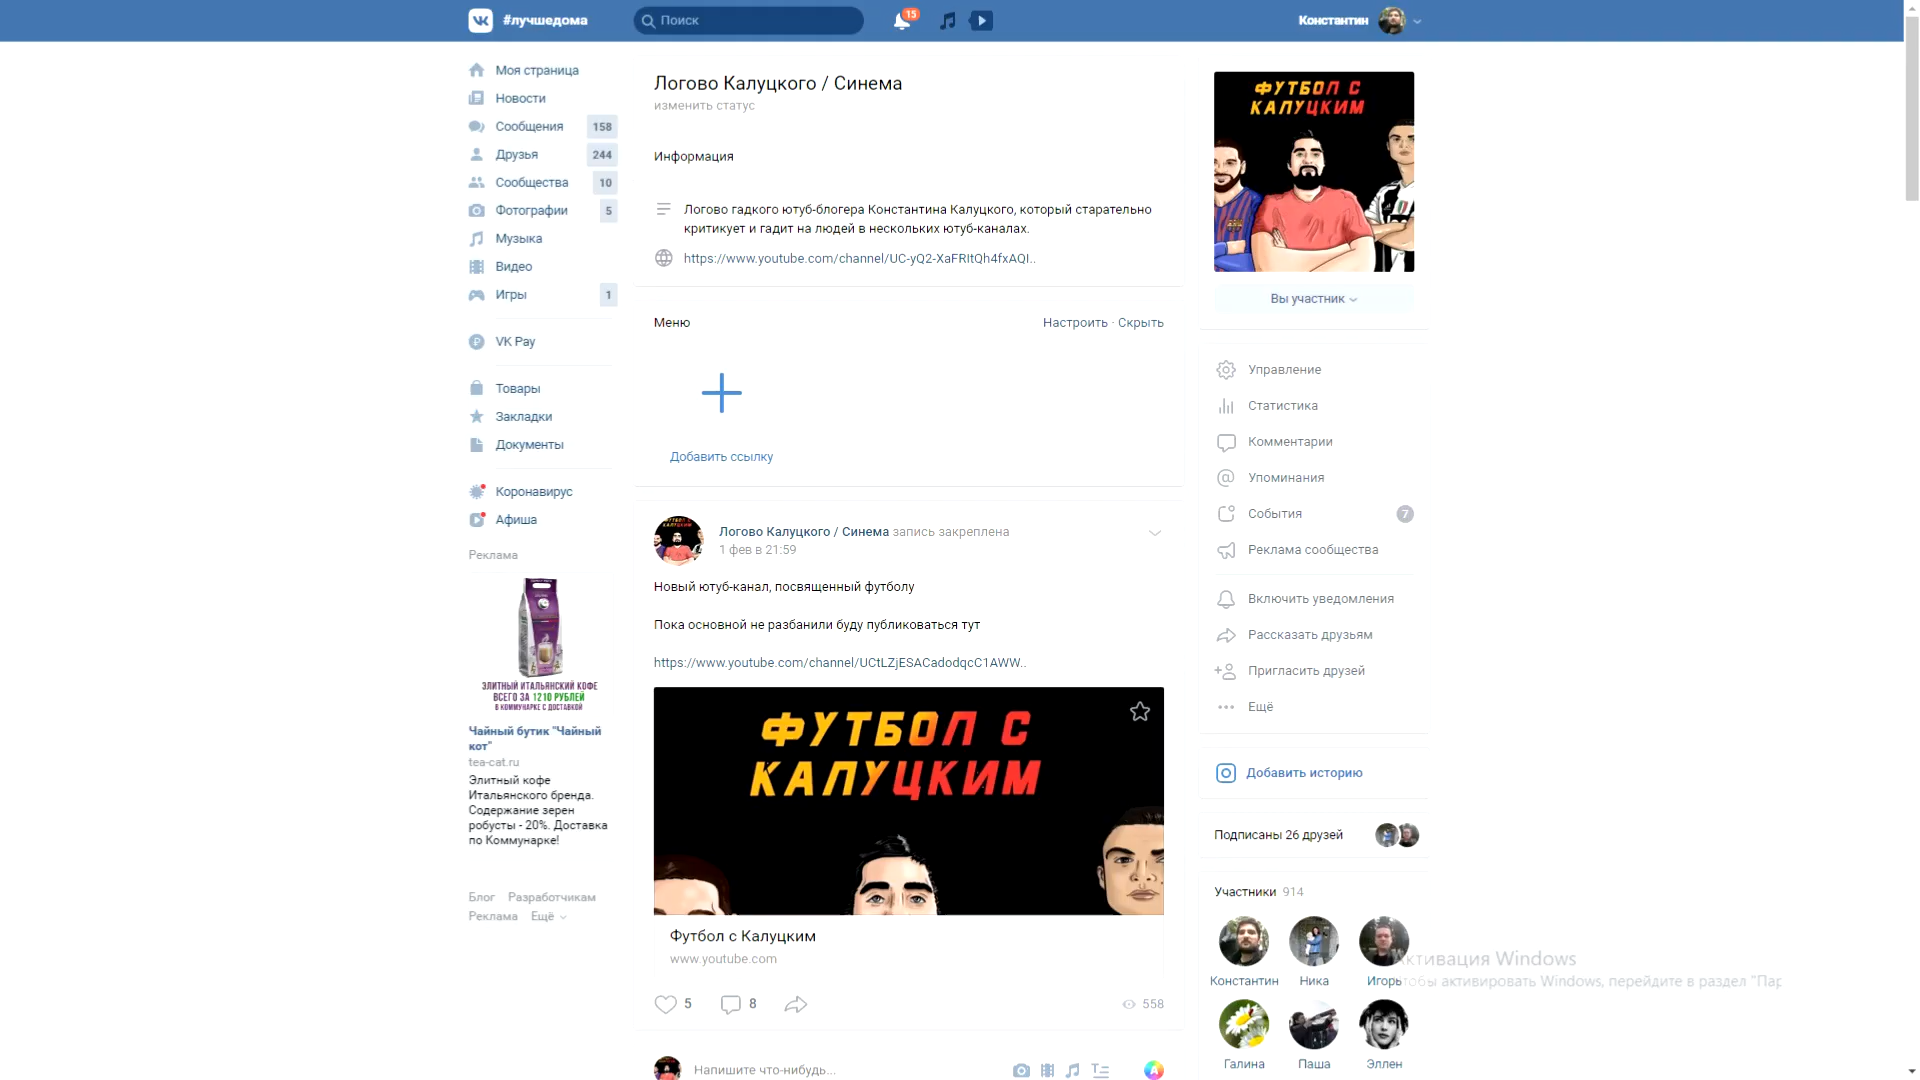 #лучшедома
Поиск
15
Константин
Моя страница
Новости
Сообщения 158
Друзья 244
Сообщества 10
Фотографии 5
Музыка
Видео
Игры 1
VK Pay
Товары
Закладки
Документы
Коронавирус
Афиша
Реклама
ЭЛИТНЫЙ ИТАЛЬЯНСКИЙ КОФЕ
ВСЕГО ЗА 1210 РУБЛЕЙ
В КОММУНАРКЕ С ДОСТАВКОЙ
Чайный бутик "Чайный
кот"
tea-cat.ru
Элитный кофе
Итальянского бренда.
Содержание зерен
робусты - 20%. Доставка
по Коммунарке!
Блог Разработчикам
Реклама Ещё
Логово Калуцкого / Синема
изменить статус
Информация
Логово гадкого ютуб-блогера Константина Калуцкого, который старательно
критикует и гадит на людей в нескольких ютуб-каналах.
https://www.youtube.com/channel/UC-yQ2-XaFRItQh4fxAQI..
Меню
Настроить · Скрыть
Добавить ссылку
Логово Калуцкого / Синема запись закреплена
1 фев в 21:59
Новый ютуб-канал, посвященный футболу
Пока основной не разбанили буду публиковаться тут
https://www.youtube.com/channel/UCtLZjESACadodqcC1AWW..
ФУТБОЛ С
КАЛУЦКИМ
Футбол с Калуцким
www.youtube.com
5 8 558
Напишите что-нибудь...
ФУТБОЛ С
КАЛУЦКИМ
Вы участник
Управление
Статистика
Комментарии
Упоминания
События 7
Реклама сообщества
Включить уведомления
Рассказать друзьям
Пригласить друзей
Ещё
Добавить историю
Подписаны 26 друзей
Участники 914
Константин Ника Игорь
Галина Паша Эллен
Активация Windows
Чтобы активировать Windows, перейдите в раздел "Пар